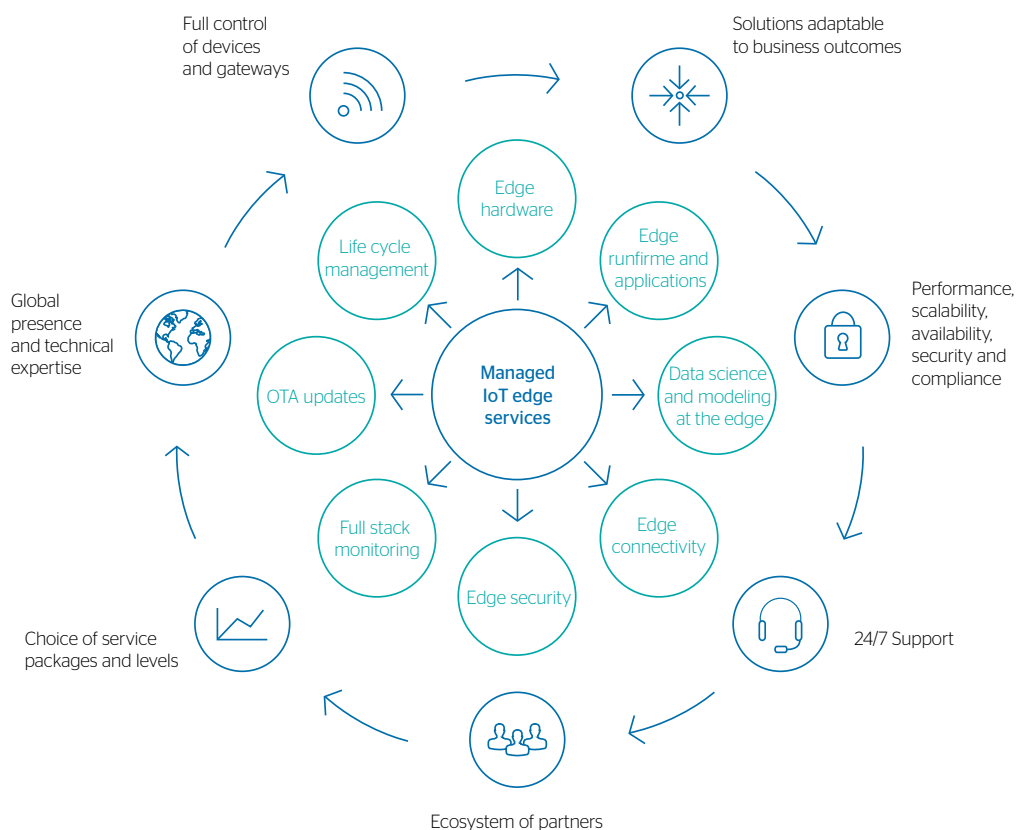 Full control
of devices
and gateways
Solutions adaptable
to business outcomes
Edge
hardware
Life cycle
management
Edge
runfirme and
applications
Global
presence
and technical
expertise
Performance,
scalability,
availability,
security and
compliance
Managed
IoT edge
services
OTA updates
Data science
and modeling
at the edge
Full stack
monitoring
Edge
connectivity
Edge security
Choice of service
packages and levels
24/7 Support
Ecosystem of partners